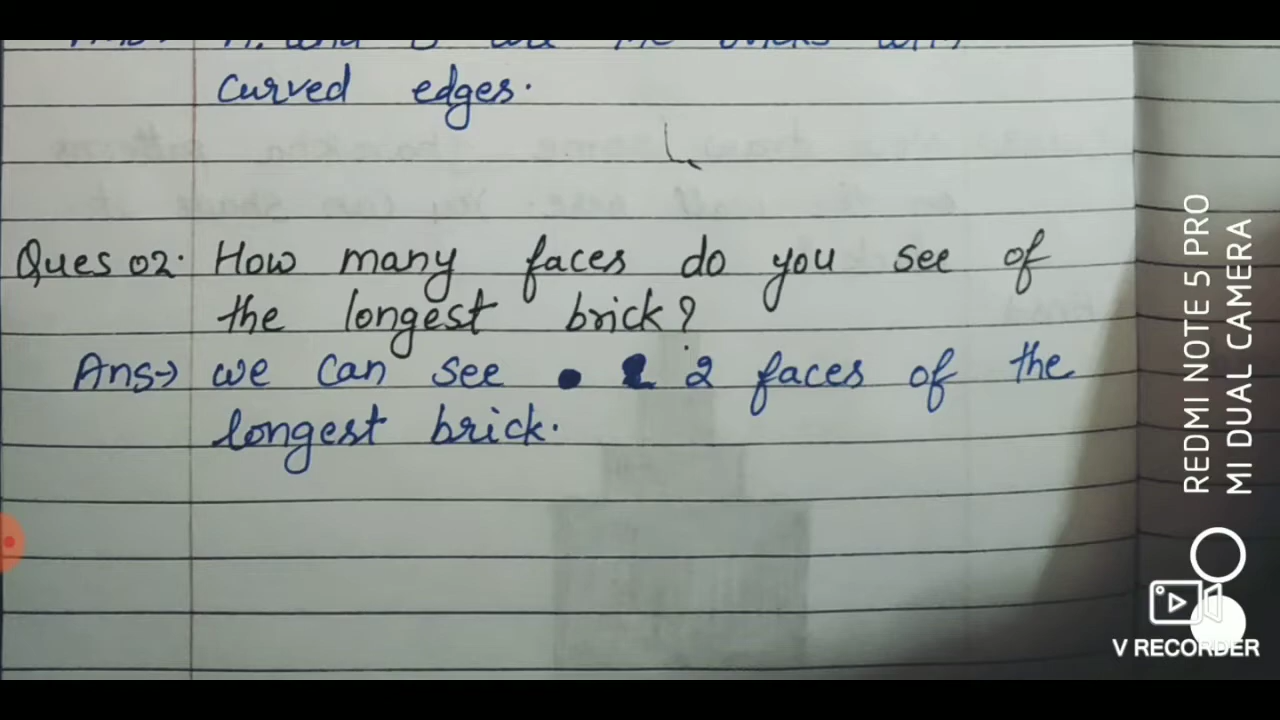 curved edges.
Ques 02. How many faces do you see of
the longest brick?
Ans→ we can see 2 faces of the
longest brick.
REDMI NOTE 5 PRO
MI DUAL CAMERA
V RECORDER